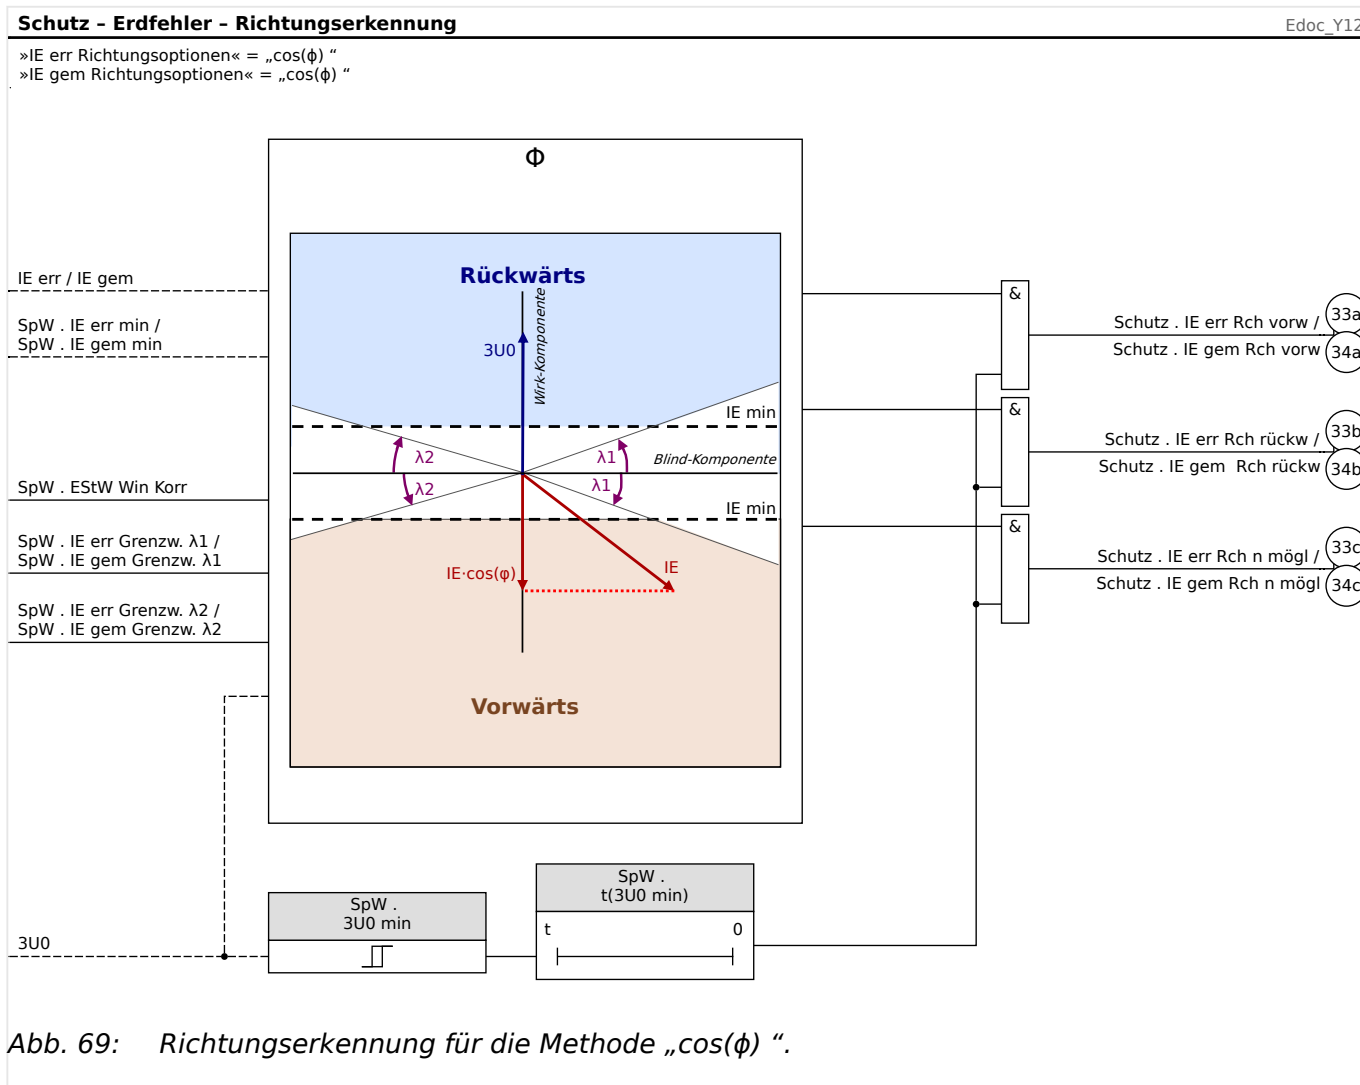 Schutz – Erdfehler – Richtungserkennung
Edoc_Y12
»IE err Richtungsoptionen« = „cos(ϕ) “
»IE gem Richtungsoptionen« = „cos(ϕ) “
Φ
Rückwärts
Wirk-Komponente
3U0
IE min
λ2
λ1
Blind-Komponente
λ2
λ1
IE min
IE·cos(φ)
IE
Vorwärts
IE err / IE gem
SpW . IE err min /
SpW . IE gem min
SpW . EStW Win Korr
SpW . IE err Grenzw. λ1 /
SpW . IE gem Grenzw. λ1
SpW . IE err Grenzw. λ2 /
SpW . IE gem Grenzw. λ2
3U0
SpW .
3U0 min
SpW .
t(3U0 min)
t
0
&
Schutz . IE err Rch vorw /
33a
Schutz . IE gem Rch vorw
34a
&
Schutz . IE err Rch rückw /
33b
Schutz . IE gem  Rch rückw
34b
&
Schutz . IE err Rch n mögl /
33c
Schutz . IE gem Rch n mögl
34c
Abb. 69: Richtungserkennung für die Methode „cos(ϕ) “.